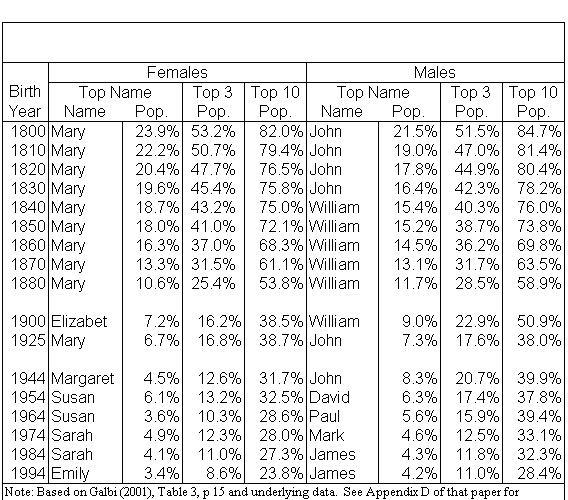 Females Males
Birth Top Name Top 3 Top 10 Top Name Top 3 Top 10
Year Name Pop. Pop. Pop. Name Pop. Pop. Pop.
1800 Mary 23.9% 53.2% 82.0% John 21.5% 51.5% 84.7%
1810 Mary 22.2% 50.7% 79.4% John 19.0% 47.0% 81.4%
1820 Mary 20.4% 47.7% 76.5% John 17.8% 44.9% 80.4%
1830 Mary 19.6% 45.4% 75.8% John 16.4% 42.3% 78.2%
1840 Mary 18.7% 43.2% 75.0% William 15.4% 40.3% 76.0%
1850 Mary 18.0% 41.0% 72.1% William 15.2% 38.7% 73.8%
1860 Mary 16.3% 37.0% 68.3% William 14.5% 36.2% 69.8%
1870 Mary 13.3% 31.5% 61.1% William 13.1% 31.7% 63.5%
1880 Mary 10.6% 25.4% 53.8% William 11.7% 28.5% 58.9%
1900 Elizabet 7.2% 16.2% 38.5% William 9.0% 22.9% 50.9%
1925 Mary 6.7% 16.8% 38.7% John 7.3% 17.6% 38.0%
1944 Margaret 4.5% 12.6% 31.7% John 8.3% 20.7% 39.9%
1954 Susan 6.1% 13.2% 32.5% David 6.3% 17.4% 37.8%
1964 Susan 3.6% 10.3% 28.6% Paul 5.6% 15.9% 39.4%
1974 Sarah 4.9% 12.3% 28.0% Mark 4.6% 12.5% 33.1%
1984 Sarah 4.1% 11.0% 27.3% James 4.3% 11.8% 32.3%
1994 Emily 3.4% 8.6% 23.8% James 4.2% 11.0% 28.4%
Note: Based on Galbi (2001), Table 3, p 15 and underlying data. See Appendix D of that paper for